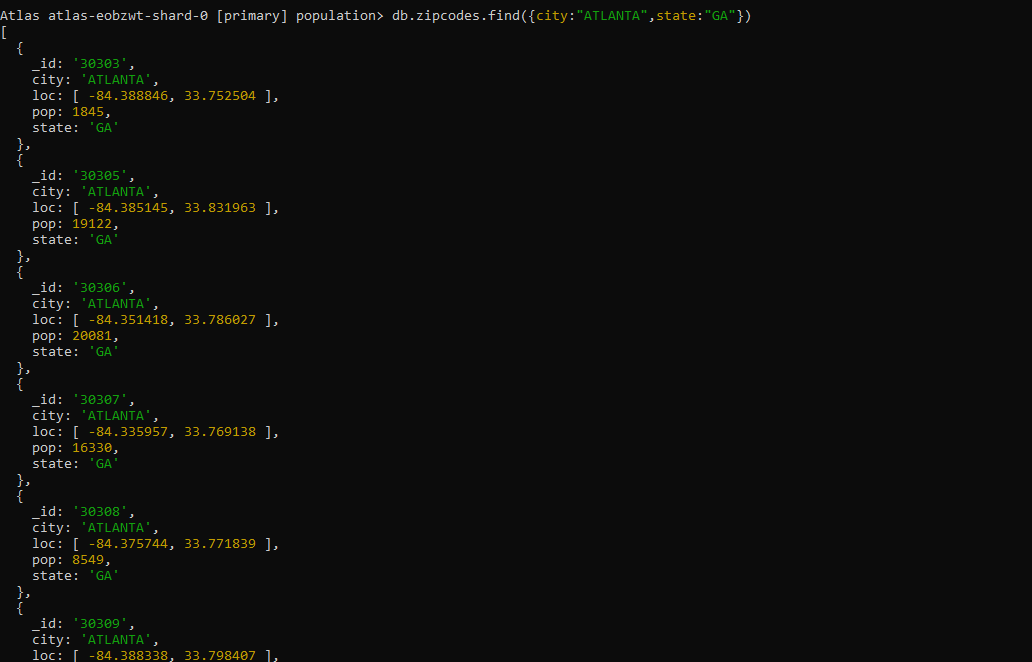 Atlas atlas-eobzwt-shard-0 [primary] population> db.zipcodes.find({city:"ATLANTA",state:"GA"})
[
  {
    _id: '30303',
    city: 'ATLANTA',
    loc: [ -84.388846, 33.752504 ],
    pop: 1845,
    state: 'GA'
  },
  {
    _id: '30305',
    city: 'ATLANTA',
    loc: [ -84.385145, 33.831963 ],
    pop: 19122,
    state: 'GA'
  },
  {
    _id: '30306',
    city: 'ATLANTA',
    loc: [ -84.351418, 33.786027 ],
    pop: 20081,
    state: 'GA'
  },
  {
    _id: '30307',
    city: 'ATLANTA',
    loc: [ -84.335957, 33.769138 ],
    pop: 16330,
    state: 'GA'
  },
  {
    _id: '30308',
    city: 'ATLANTA',
    loc: [ -84.375744, 33.771839 ],
    pop: 8549,
    state: 'GA'
  },
  {
    _id: '30309',
    city: 'ATLANTA',
    loc: [ -84.388338, 33.798407 ],